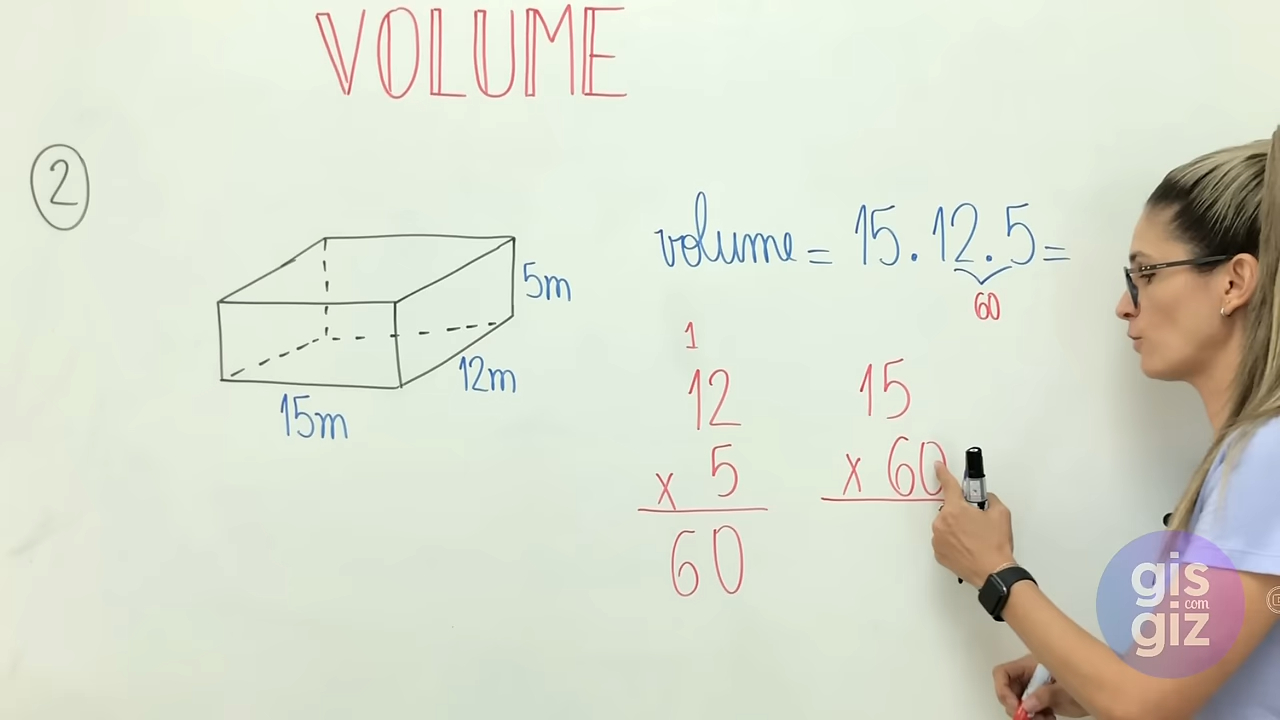 VOLUME
2
volume = 15.12.5=
60
5m
12m
15m
1
12
x 5
60
15
x 60
gis
com
giz